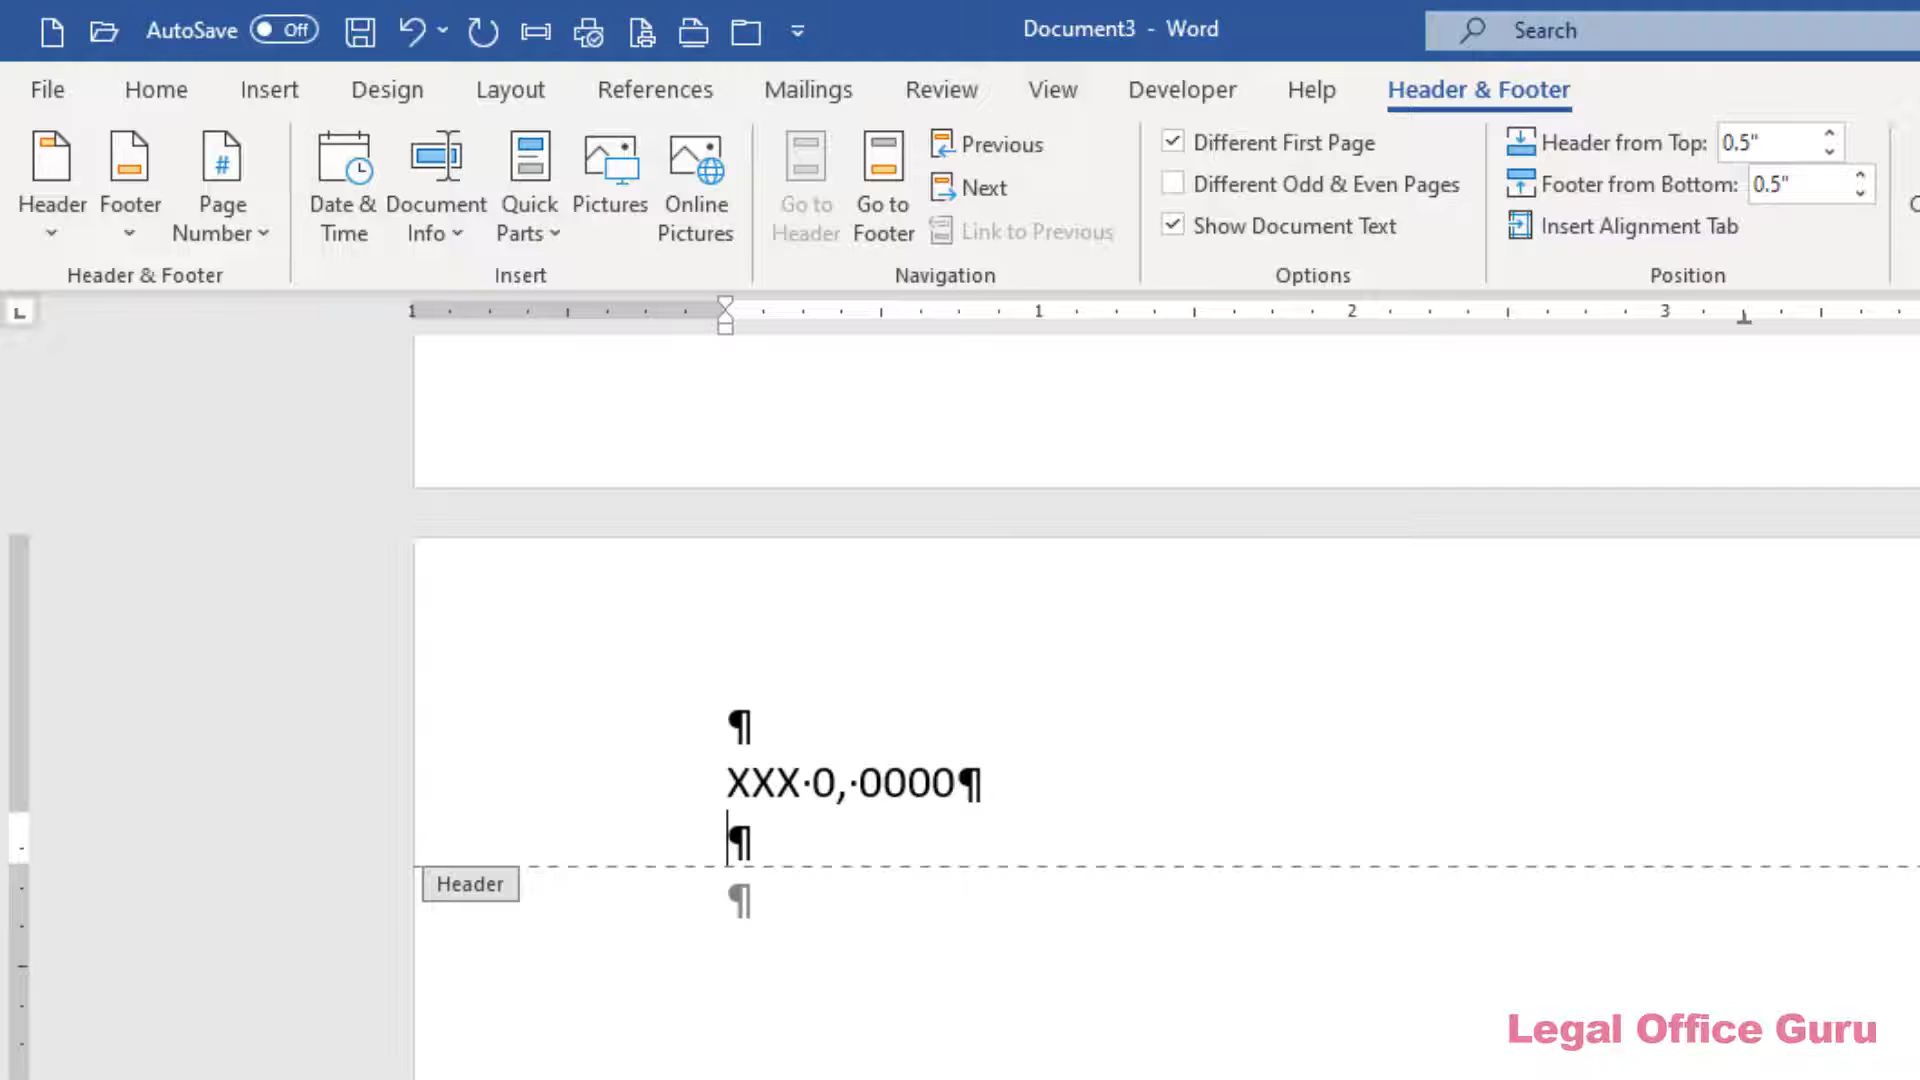 AutoSave Off Document3 - Word Search
File Home Insert Design Layout References Mailings Review View Developer Help Header & Footer
Header Footer Page Number # Date & Time Document Info Quick Parts Pictures Online Pictures Go to Header Go to Footer
Previous
Next
Link to Previous
Different First Page
Different Odd & Even Pages
Show Document Text
Header from Top: 0.5"
Footer from Bottom: 0.5"
Insert Alignment Tab
Header & Footer Insert Navigation Options Position
1 1 2 3
¶
XXX·0,·0000¶
¶
Header
¶
Legal Office Guru